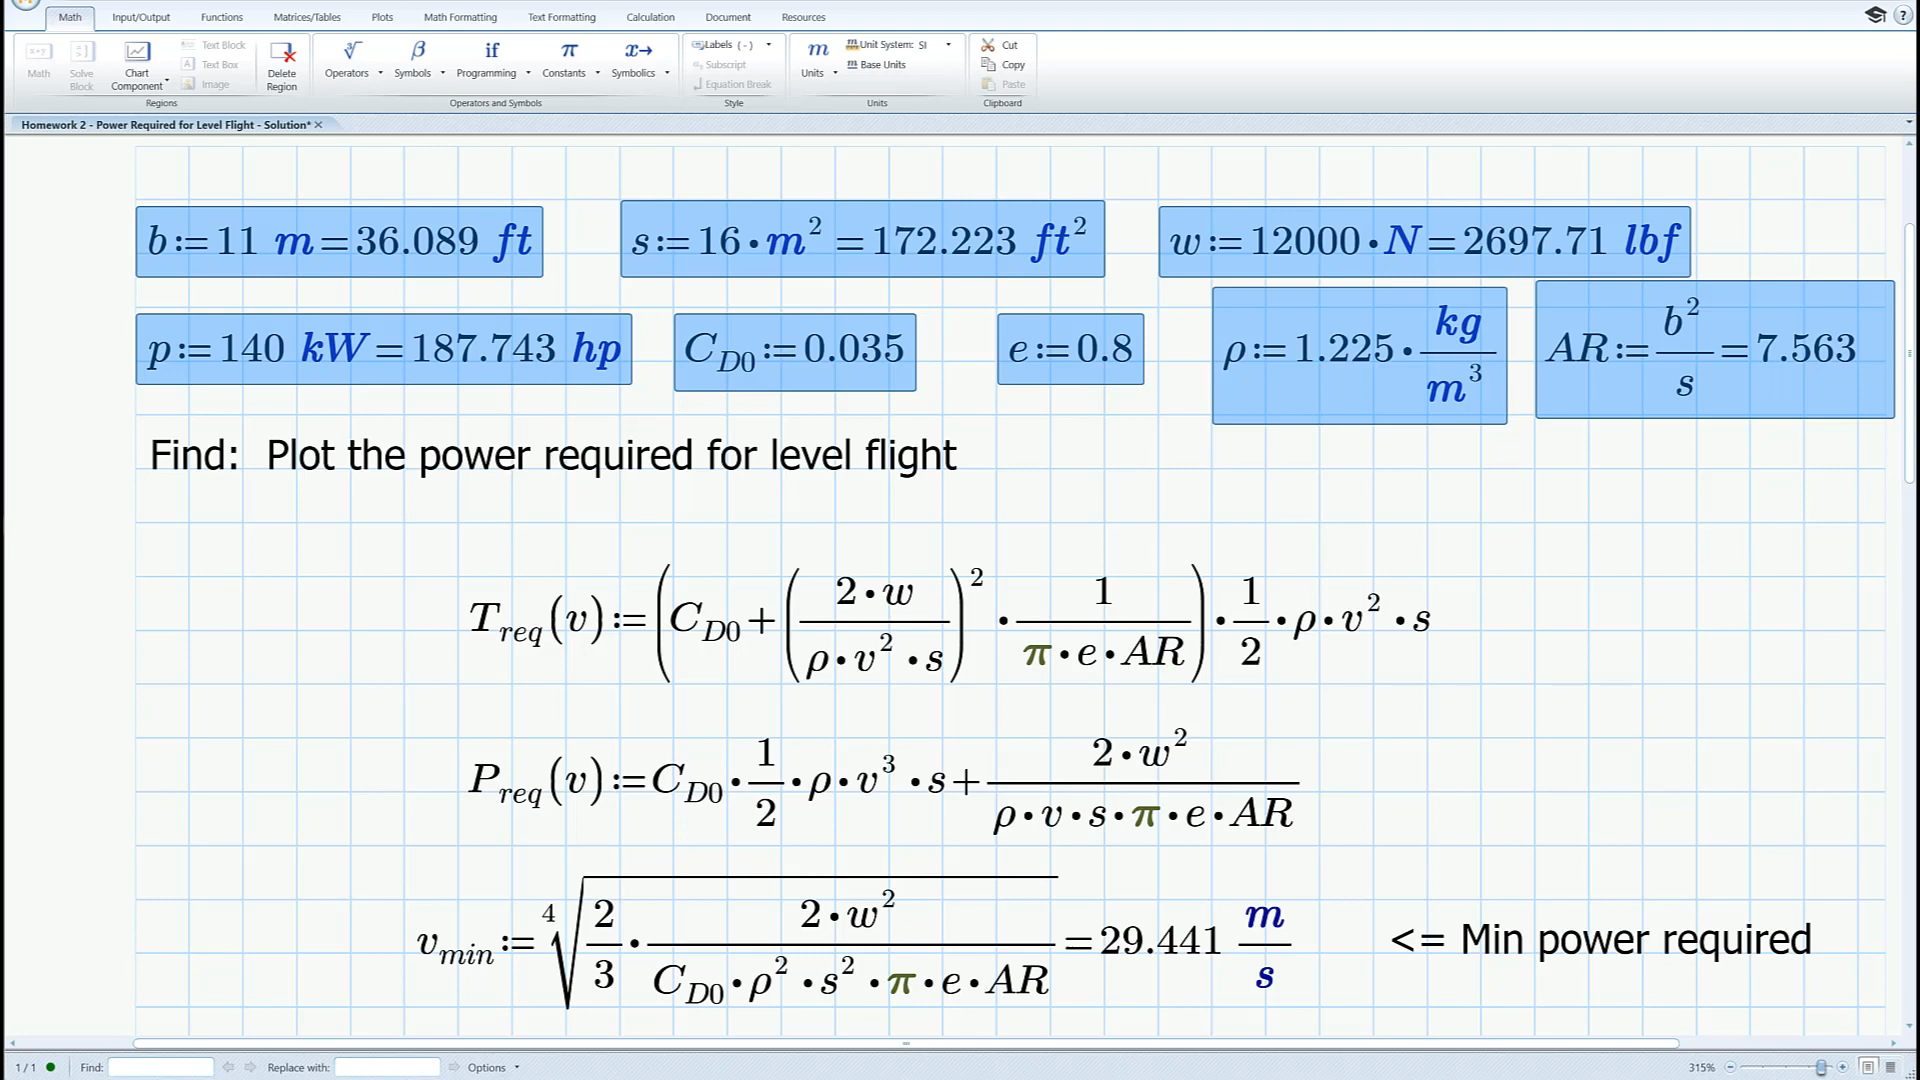 Math Input/Output Functions Matrices/Tables Plots Math Formatting Text Formatting Calculation Document Resources
Math
Solve Block
Chart Component
Text Block
Text Box
Image
Delete Region
Regions
Operators
Symbols
Programming
Constants
Symbolics
Operators and Symbols
Labels ( - )
Subscript
Equation Break
Style
Units
Unit System: SI
Base Units
Units
Cut
Copy
Paste
Clipboard
Homework 2 - Power Required for Level Flight - Solution*
b:=11 m=36.089 ft
s:=16·m² =172.223 ft²
w:=12000·N=2697.71 lbf
p:=140 kW=187.743 hp
C_D0:=0.035
e:=0.8
ρ:=1.225·kg/m³
AR:=b²/s=7.563
Find: Plot the power required for level flight
T_req(v):=(C_D0+((2·w)/(ρ·v²·s))²·1/(π·e·AR))·1/2·ρ·v²·s
P_req(v):=C_D0·1/2·ρ·v³·s+(2·w²)/(ρ·v·s·π·e·AR)
v_min:=⁴√(2/3·(2·w²)/(C_D0·ρ²·s²·π·e·AR))=29.441 m/s <= Min power required
1 / 1 Find: Replace with: Options 315%